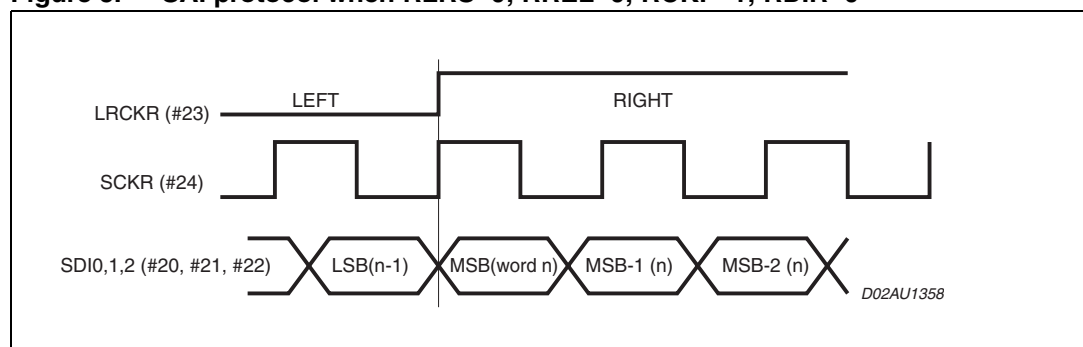 LEFT
RIGHT
LRCKR (#23)
SCKR (#24)
SDI0,1,2 (#20, #21, #22)
LSB(n-1)
MSB(word n)
MSB-1 (n)
MSB-2 (n)
D02AU1358